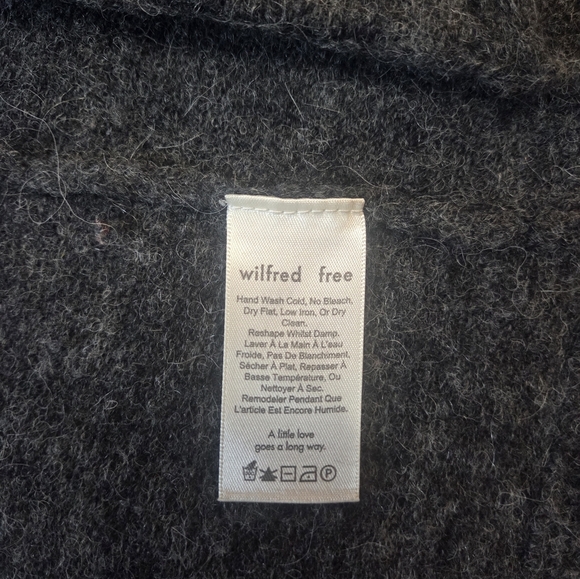 wilfred free
Hand Wash Cold, No Bleach,
Dry Flat, Low Iron, Or Dry
Clean.
Reshape Whilst Damp.
Laver À La Main À L'eau
Froide, Pas De Blanchiment,
Sécher À Plat, Repasser À
Basse Température, Ou
Nettoyer À Sec.
Remodeler Pendant Que
L'article Est Encore Humide.
A little love
goes a long way.
P